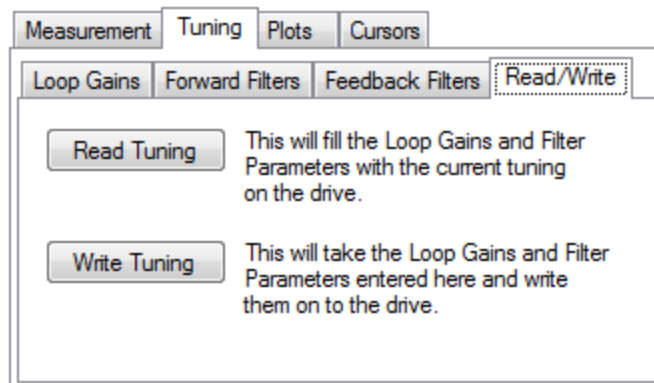 Measurement Tuning Plots Cursors
Loop Gains Forward Filters Feedback Filters Read/Write
Read Tuning
This will fill the Loop Gains and Filter
Parameters with the current tuning
on the drive.
Write Tuning
This will take the Loop Gains and Filter
Parameters entered here and write
them on to the drive.